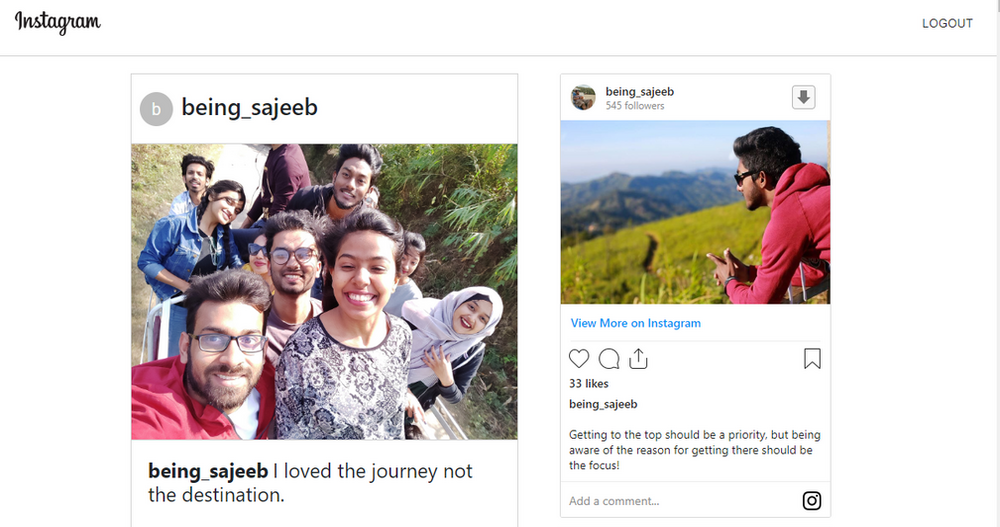 Instagram
LOGOUT
b
being_sajeeb
being_sajeeb I loved the journey not
the destination.
being_sajeeb
545 followers
View More on Instagram
33 likes
being_sajeeb
Getting to the top should be a priority, but being
aware of the reason for getting there should be
the focus!
Add a comment...